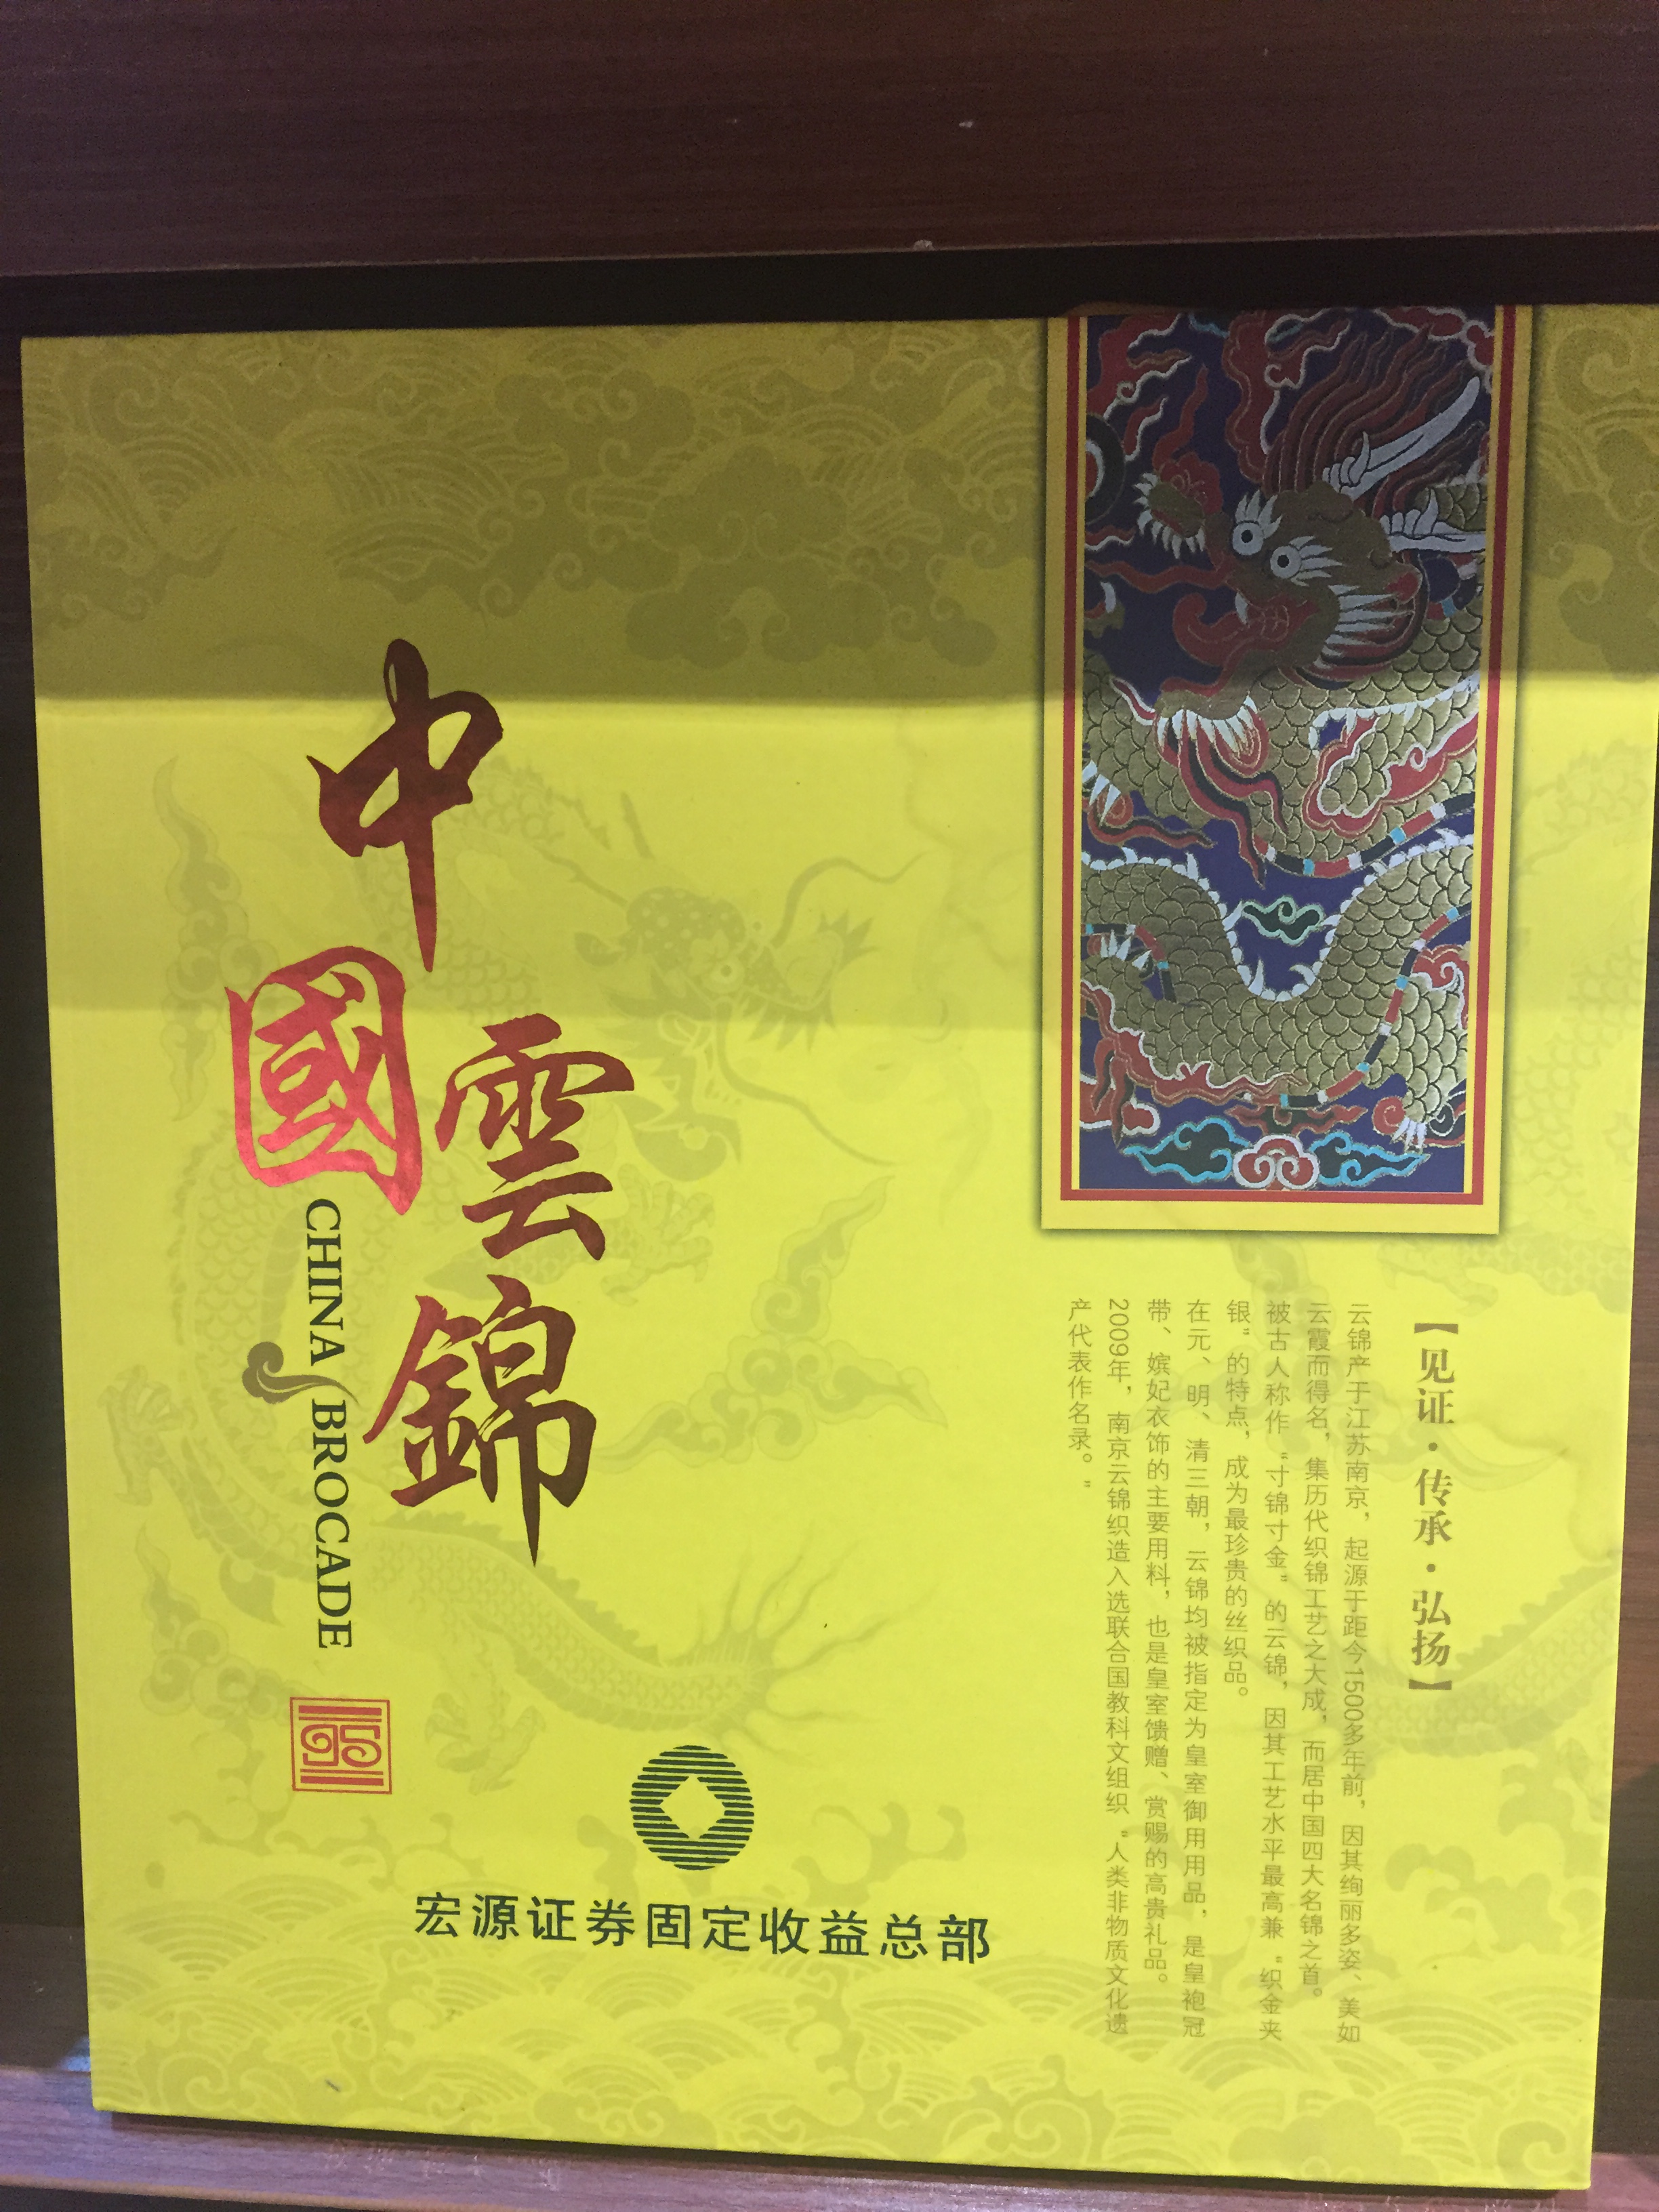 中國
雲錦
CHINA BROCADE
【见证·传承·弘扬】
云锦产于江苏南京，起源于距今1500多年前，因其绚丽多姿、美如
云霞而得名，集历代织锦工艺之大成，而居中国四大名锦之首。
被古人称作“寸锦寸金”的云锦，因其工艺水平最高兼“织金夹
银”的特点，成为最珍贵的丝织品。
在元、明、清三朝，云锦均被指定为皇室御用用品，是皇袍冠
带、嫔妃衣饰的主要用料，也是皇室馈赠、赏赐的高贵礼品。
2009年，南京云锦织造入选联合国教科文组织“人类非物质文化遗
产代表作名录。”
宏源证券固定收益总部